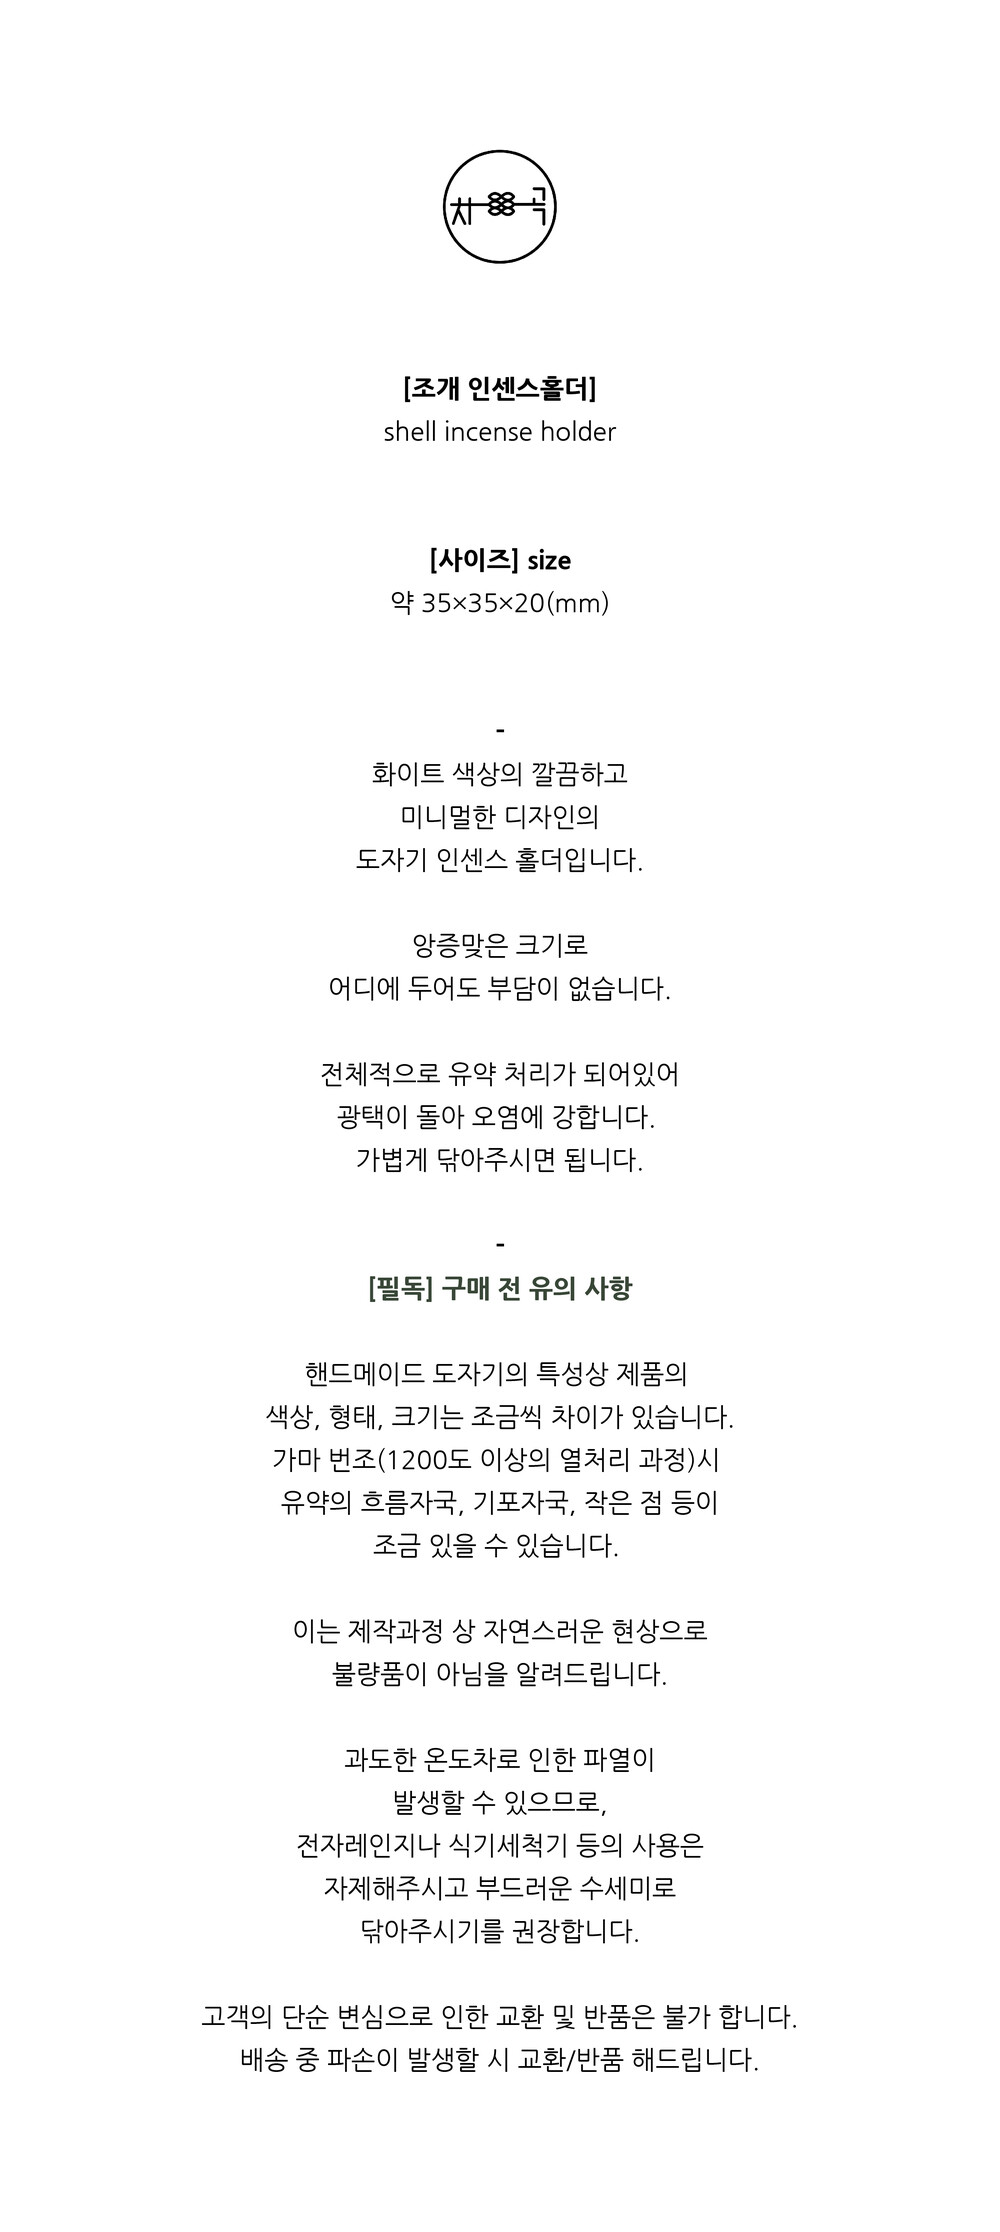 [조개 인센스홀더]
shell incense holder
[사이즈] size
약 35×35×20(mm)
-
화이트 색상의 깔끔하고
미니멀한 디자인의
도자기 인센스 홀더입니다.
앙증맞은 크기로
어디에 두어도 부담이 없습니다.
전체적으로 유약 처리가 되어있어
광택이 돌아 오염에 강합니다.
가볍게 닦아주시면 됩니다.
-
[필독] 구매 전 유의 사항
핸드메이드 도자기의 특성상 제품의
색상, 형태, 크기는 조금씩 차이가 있습니다.
가마 번조(1200도 이상의 열처리 과정)시
유약의 흐름자국, 기포자국, 작은 점 등이
조금 있을 수 있습니다.
이는 제작과정 상 자연스러운 현상으로
불량품이 아님을 알려드립니다.
과도한 온도차로 인한 파열이
발생할 수 있으므로,
전자레인지나 식기세척기 등의 사용은
자제해주시고 부드러운 수세미로
닦아주시기를 권장합니다.
고객의 단순 변심으로 인한 교환 및 반품은 불가 합니다.
배송 중 파손이 발생할 시 교환/반품 해드립니다.